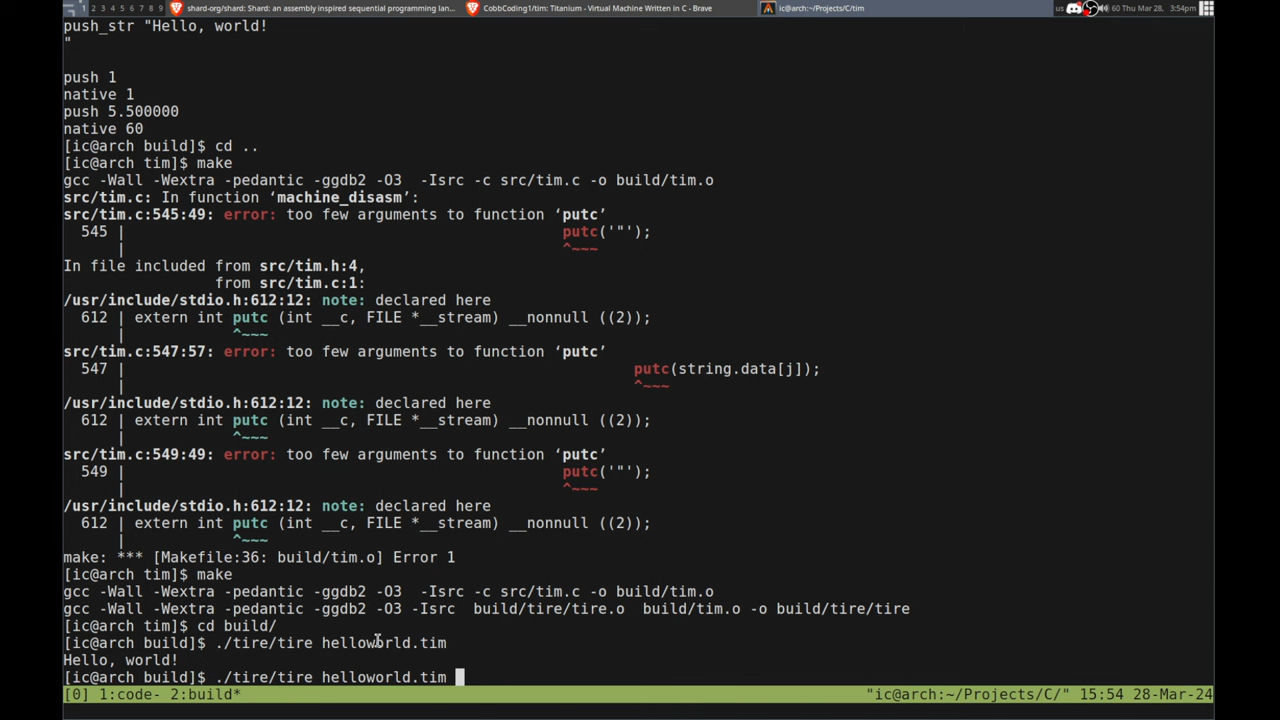 1 2 3 4 5 6 7 8 9 shard-org/shard: Shard: an assembly inspired sequential programming lan... CobbCoding1/tim: Titanium - Virtual Machine Written in C - Brave ic@arch:~/Projects/C/tim us 60 Thu Mar 28, 3:54pm
push_str "Hello, world!
"
push 1
native 1
push 5.500000
native 60
[ic@arch build]$ cd ..
[ic@arch tim]$ make
gcc -Wall -Wextra -pedantic -ggdb2 -O3  -Isrc -c src/tim.c -o build/tim.o
src/tim.c: In function ‘machine_disasm’:
src/tim.c:545:49: error: too few arguments to function ‘putc’
545 | putc('"');
| ^~~~
In file included from src/tim.h:4,
from src/tim.c:1:
/usr/include/stdio.h:612:12: note: declared here
612 | extern int putc (int __c, FILE *__stream) __nonnull ((2));
| ^~~~
src/tim.c:547:57: error: too few arguments to function ‘putc’
547 | putc(string.data[j]);
| ^~~~
/usr/include/stdio.h:612:12: note: declared here
612 | extern int putc (int __c, FILE *__stream) __nonnull ((2));
| ^~~~
src/tim.c:549:49: error: too few arguments to function ‘putc’
549 | putc('"');
| ^~~~
/usr/include/stdio.h:612:12: note: declared here
612 | extern int putc (int __c, FILE *__stream) __nonnull ((2));
| ^~~~
make: *** [Makefile:36: build/tim.o] Error 1
[ic@arch tim]$ make
gcc -Wall -Wextra -pedantic -ggdb2 -O3  -Isrc -c src/tim.c -o build/tim.o
gcc -Wall -Wextra -pedantic -ggdb2 -O3 -Isrc  build/tire/tire.o  build/tim.o -o build/tire/tire
[ic@arch tim]$ cd build/
[ic@arch build]$ ./tire/tire helloworld.tim
Hello, world!
[ic@arch build]$ ./tire/tire helloworld.tim
[0] 1:code- 2:build* "ic@arch:~/Projects/C/" 15:54 28-Mar-24